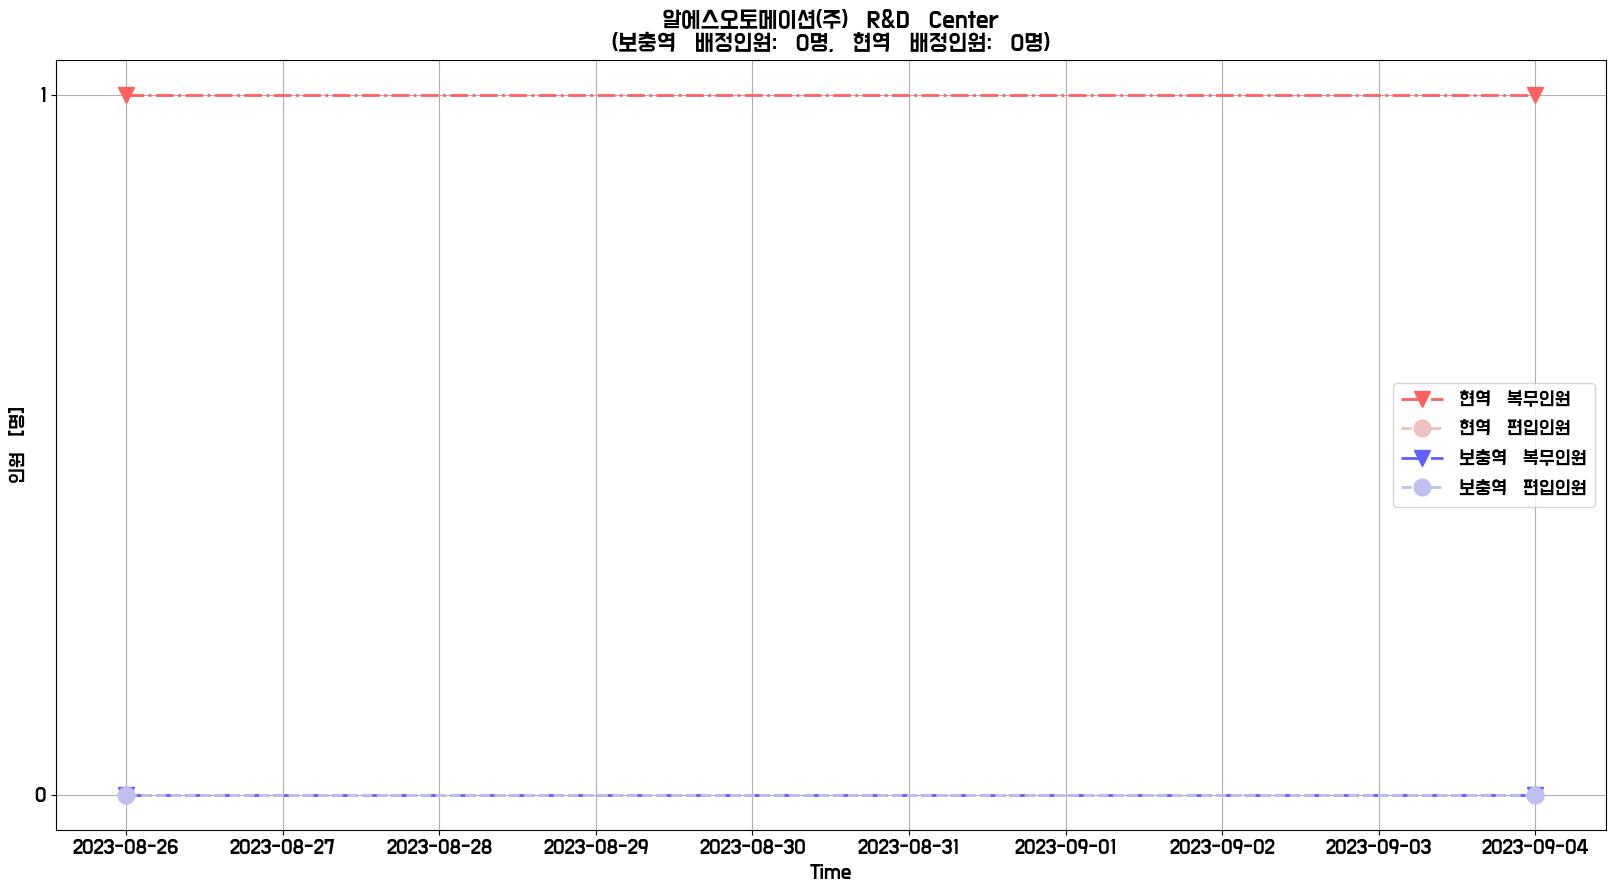 알에스오토메이션(주) R&D Center
(보충역 배정인원: 0명, 현역 배정인원: 0명)
1
0
인원 [명]
현역 복무인원
현역 편입인원
보충역 복무인원
보충역 편입인원
2023-08-26 2023-08-27 2023-08-28 2023-08-29 2023-08-30 2023-08-31 2023-09-01 2023-09-02 2023-09-03 2023-09-04
Time